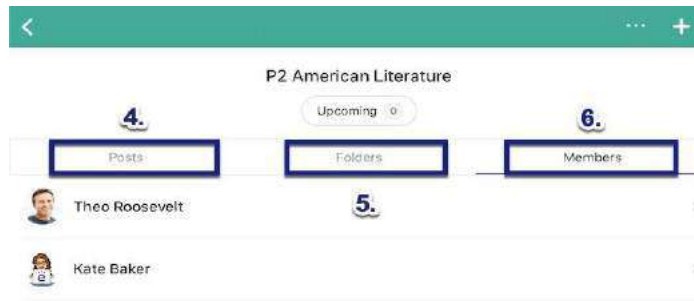 P2 American Literature
Upcoming 0
4.
6.
Posts Folders Members
5.
Theo Roosevelt
Kate Baker
e